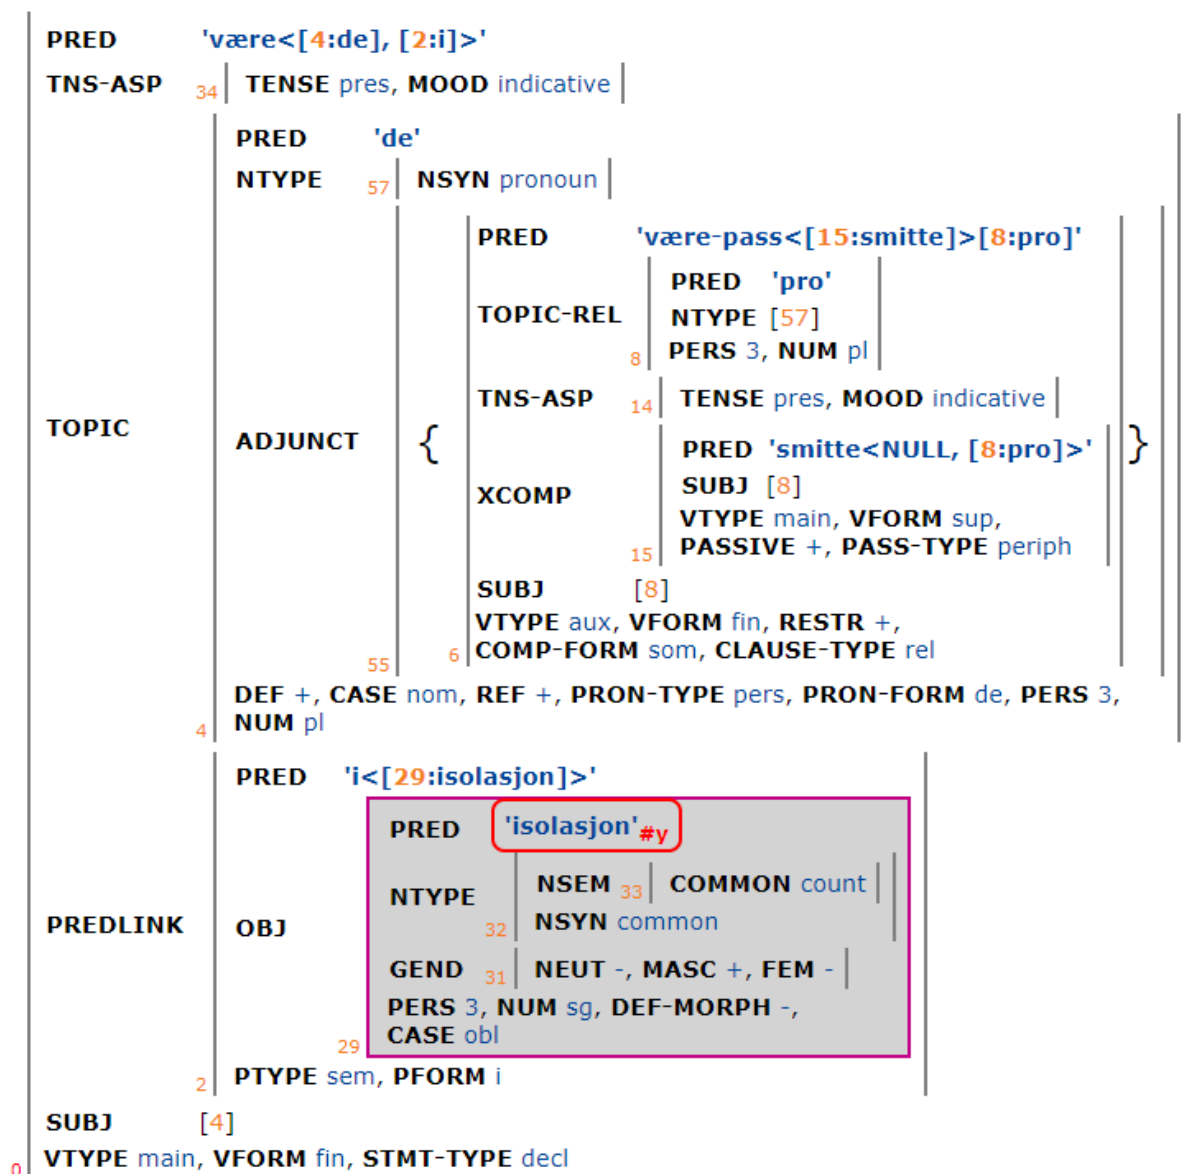 PRED 'være<[4:de], [2:i]>'
TNS-ASP 34 TENSE pres, MOOD indicative
PRED 'de'
NTYPE 57 NSYN pronoun
PRED 'være-pass<[15:smitte]>[8:pro]'
PRED 'pro'
TOPIC-REL NTYPE [57]
8 PERS 3, NUM pl
TNS-ASP 14 TENSE pres, MOOD indicative
TOPIC ADJUNCT { }
PRED 'smitte<NULL, [8:pro]>'
XCOMP SUBJ [8]
VTYPE main, VFORM sup,
15 PASSIVE +, PASS-TYPE periph
SUBJ [8]
VTYPE aux, VFORM fin, RESTR +,
55 6 COMP-FORM som, CLAUSE-TYPE rel
DEF +, CASE nom, REF +, PRON-TYPE pers, PRON-FORM de, PERS 3,
4 NUM pl
PRED 'i<[29:isolasjon]>'
PRED 'isolasjon'#y
NTYPE NSEM 33 COMMON count
32 NSYN common
PREDLINK OBJ
GEND 31 NEUT -, MASC +, FEM -
PERS 3, NUM sg, DEF-MORPH -,
29 CASE obl
2 PTYPE sem, PFORM i
SUBJ [4]
0 VTYPE main, VFORM fin, STMT-TYPE decl